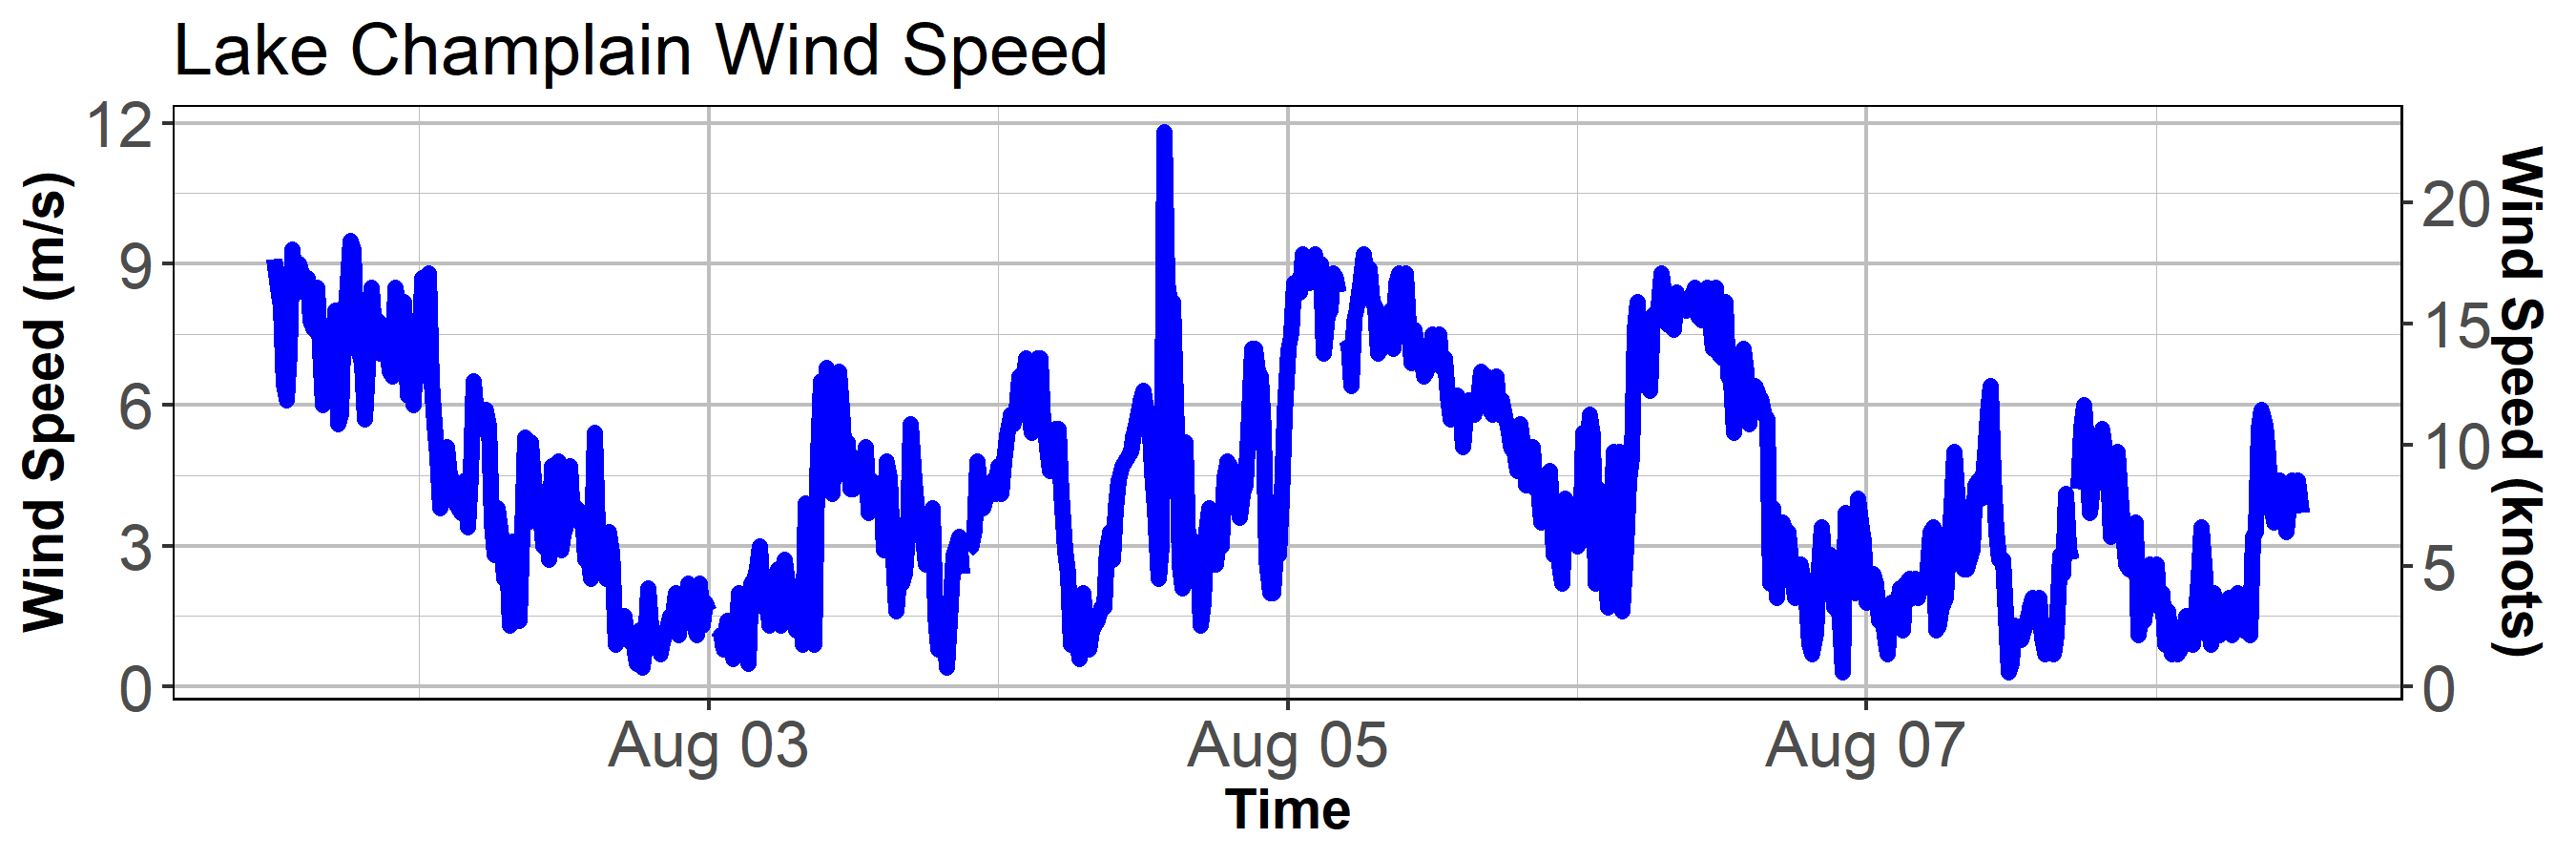 Lake Champlain Wind Speed
Wind Speed (m/s)
12
9
6
3
0
20
15
10
5
0
Wind Speed (knots)
Aug 03
Aug 05
Aug 07
Time